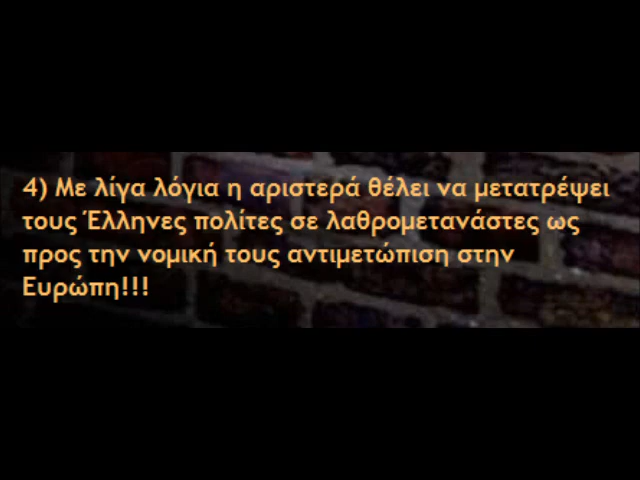 4) Με λίγα λόγια η αριστερά θέλει να μετατρέψει
τους Έλληνες πολίτες σε λαθρομετανάστες ως
προς την νομική τους αντιμετώπιση στην
Ευρώπη!!!